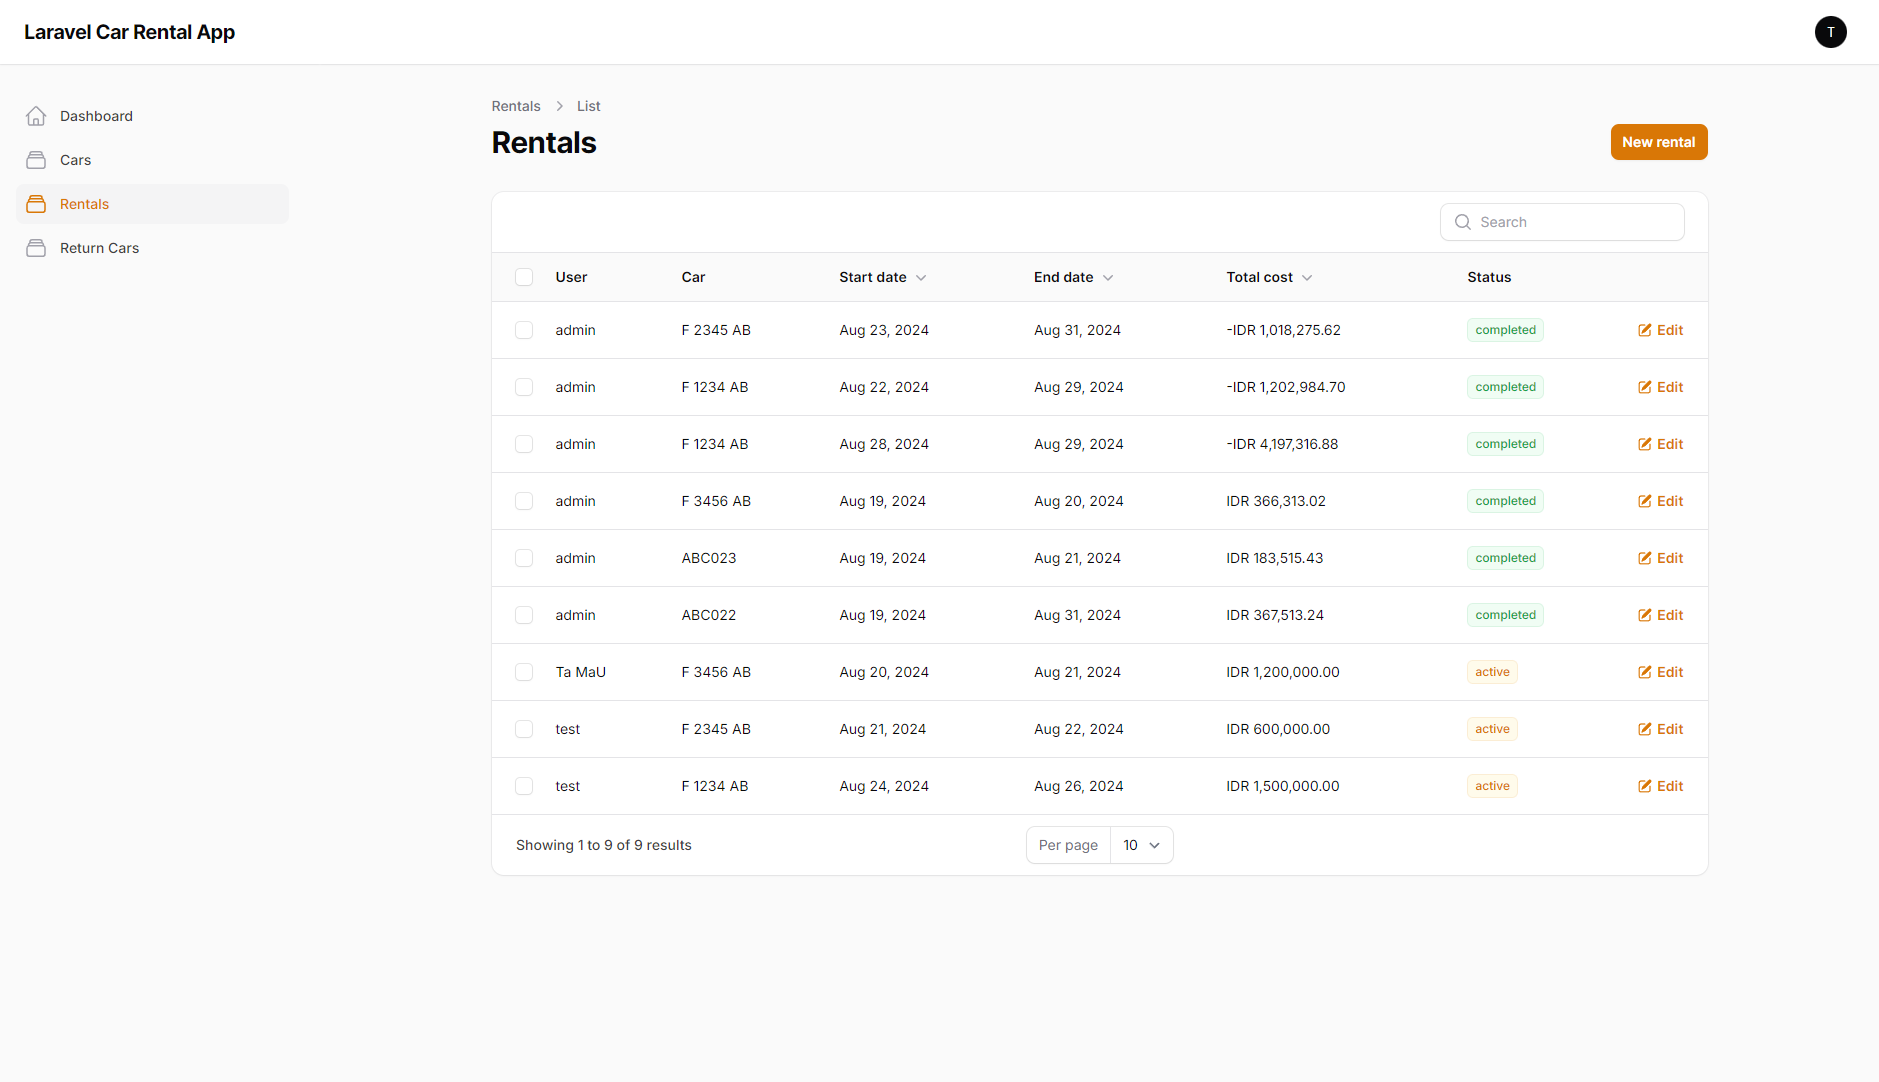 Laravel Car Rental App
T
Dashboard
Cars
Rentals
Return Cars
Rentals > List
Rentals
New rental
Search
User Car Start date End date Total cost Status
admin F 2345 AB Aug 23, 2024 Aug 31, 2024 -IDR 1,018,275.62 completed Edit
admin F 1234 AB Aug 22, 2024 Aug 29, 2024 -IDR 1,202,984.70 completed Edit
admin F 1234 AB Aug 28, 2024 Aug 29, 2024 -IDR 4,197,316.88 completed Edit
admin F 3456 AB Aug 19, 2024 Aug 20, 2024 IDR 366,313.02 completed Edit
admin ABC023 Aug 19, 2024 Aug 21, 2024 IDR 183,515.43 completed Edit
admin ABC022 Aug 19, 2024 Aug 31, 2024 IDR 367,513.24 completed Edit
Ta MaU F 3456 AB Aug 20, 2024 Aug 21, 2024 IDR 1,200,000.00 active Edit
test F 2345 AB Aug 21, 2024 Aug 22, 2024 IDR 600,000.00 active Edit
test F 1234 AB Aug 24, 2024 Aug 26, 2024 IDR 1,500,000.00 active Edit
Showing 1 to 9 of 9 results Per page 10